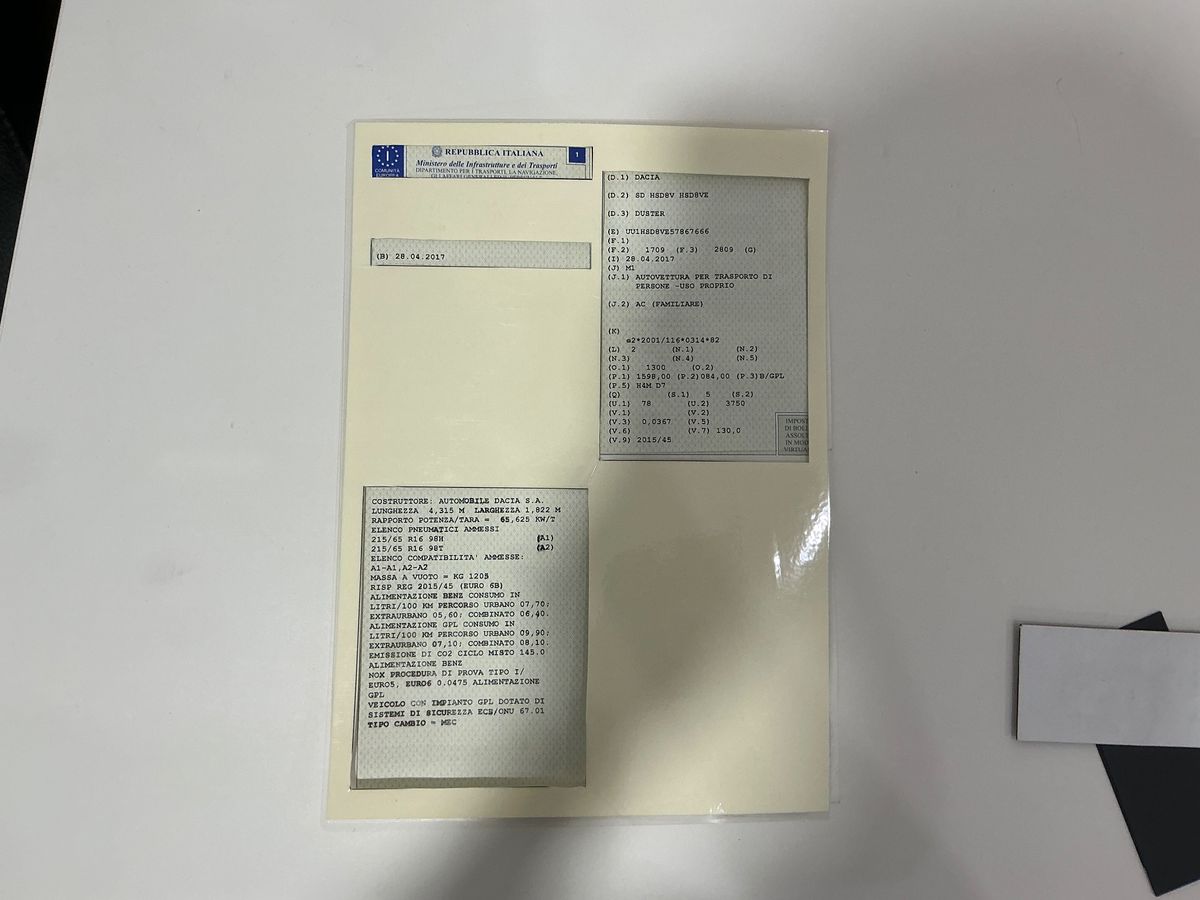 COMUNITÀ
EUROPEA
REPUBBLICA ITALIANA
1
Ministero delle Infrastrutture e dei Trasporti
DIPARTIMENTO PER I TRASPORTI, LA NAVIGAZIONE,
(B) 28.04.2017
(D.1) DACIA
(D.2) SD HSD8V HSD8VE
(D.3) DUSTER
(E) UU1HSD8VE57867666
(F.1)
(F.2) 1709 (F.3) 2809 (G)
(I) 28.04.2017
(J) M1
(J.1) AUTOVETTURA PER TRASPORTO DI
PERSONE -USO PROPRIO
(J.2) AC (FAMILIARE)
(K)
e2*2001/116*0314*82
(L) 2 (N.1) (N.2)
(N.3) (N.4) (N.5)
(O.1) 1300 (O.2)
(P.1) 1598,00 (P.2)084,00 (P.3)B/GPL
(P.5) H4M D7
(Q) (S.1) 5 (S.2)
(U.1) 78 (U.2) 3750
(V.1) (V.2)
(V.3) 0,0367 (V.5)
(V.6) (V.7) 130,0
(V.9) 2015/45
IMPOST
DI BOLL
ASSOL
IN MOD
VIRTUA
COSTRUTTORE: AUTOMOBILE DACIA S.A.
LUNGHEZZA 4,315 M LARGHEZZA 1,822 M
RAPPORTO POTENZA/TARA = 65,625 KW/T
ELENCO PNEUMATICI AMMESSI
215/65 R16 98H (A1)
215/65 R16 98T (A2)
ELENCO COMPATIBILITA' AMMESSE:
A1-A1,A2-A2
MASSA A VUOTO = KG 1205
RISP REG 2015/45 (EURO 6B)
ALIMENTAZIONE BENZ CONSUMO IN
LITRI/100 KM PERCORSO URBANO 07,70;
EXTRAURBANO 05,60; COMBINATO 06,40.
ALIMENTAZIONE GPL CONSUMO IN
LITRI/100 KM PERCORSO URBANO 09,90;
EXTRAURBANO 07,10; COMBINATO 08,10.
EMISSIONE DI CO2 CICLO MISTO 145.0
ALIMENTAZIONE BENZ
NOX PROCEDURA DI PROVA TIPO I/
EURO5, EURO6 0.0475 ALIMENTAZIONE
GPL
VEICOLO CON IMPIANTO GPL DOTATO DI
SISTEMI DI SICUREZZA ECE/ONU 67.01
TIPO CAMBIO = MEC